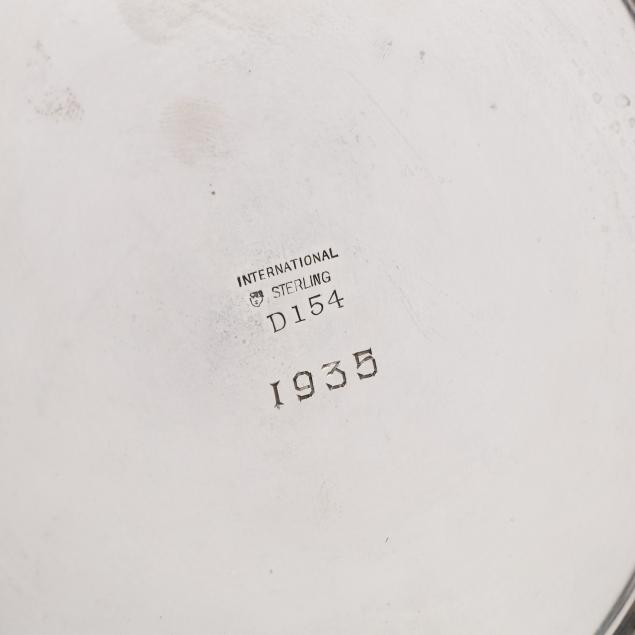 INTERNATIONAL
STERLING
D154
1935